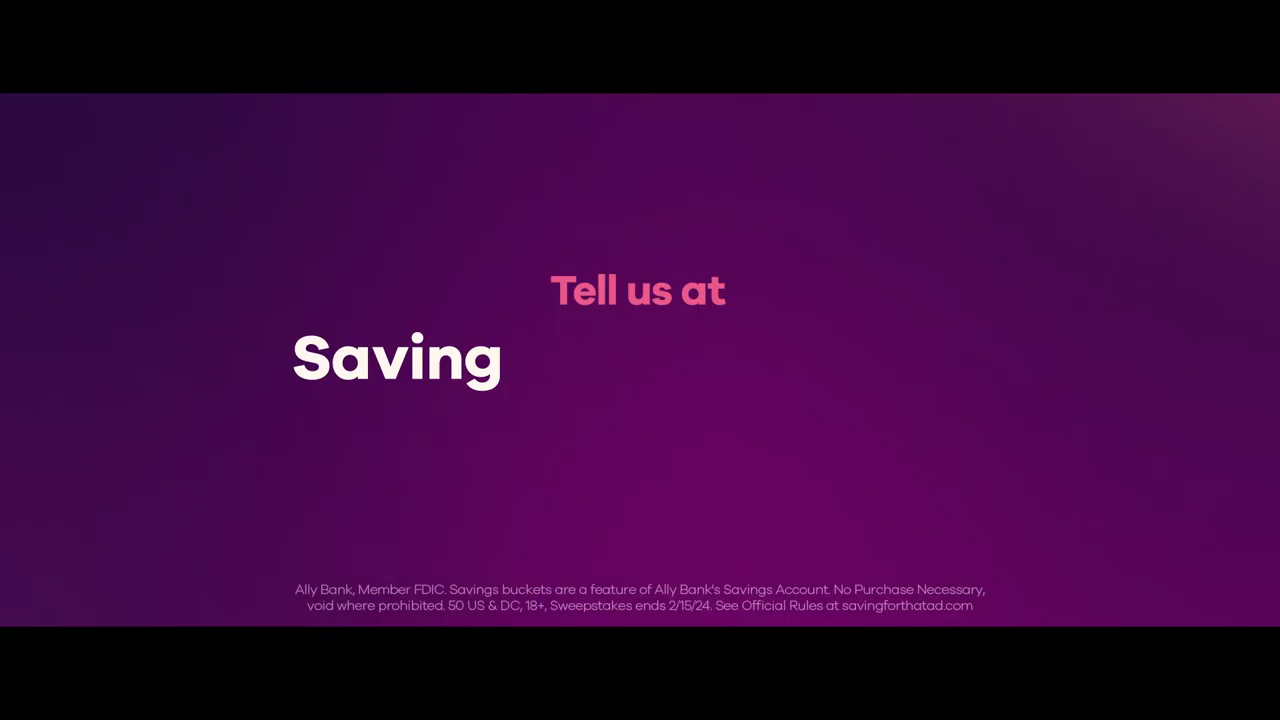 Tell us at
Saving
Ally Bank, Member FDIC. Savings buckets are a feature of Ally Bank's Savings Account. No Purchase Necessary,
void where prohibited. 50 US & DC, 18+, Sweepstakes ends 2/15/24. See Official Rules at savingforthatad.com